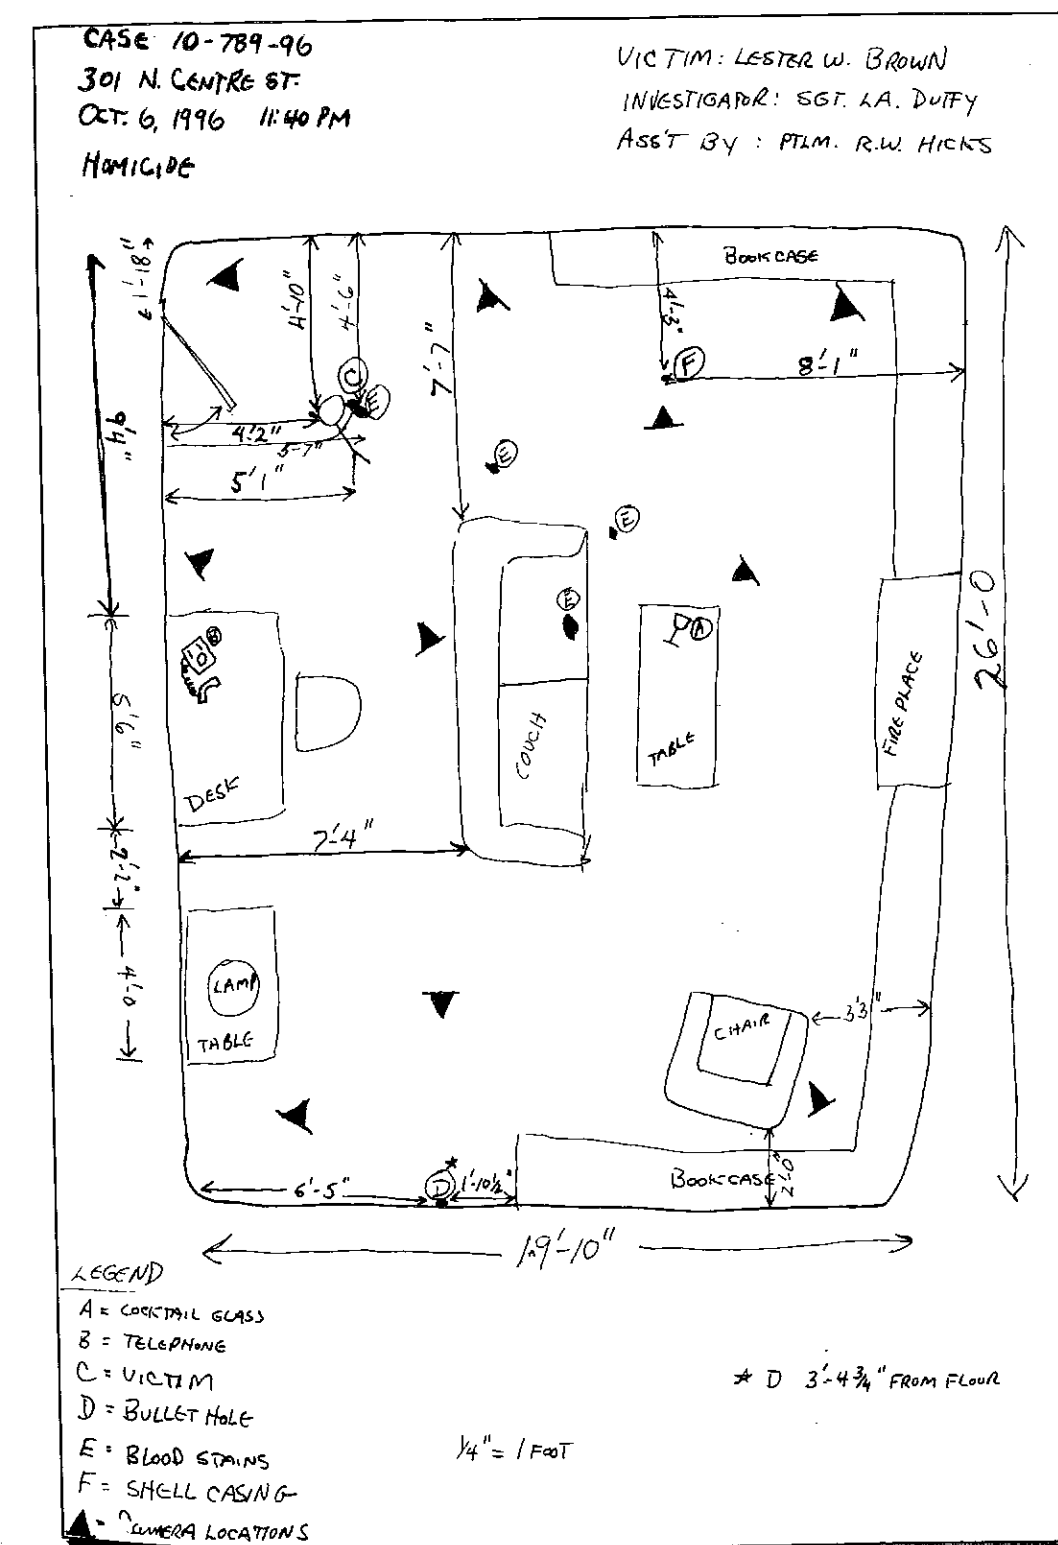 CASE 10-789-96
301 N. CENTRE ST.
OCT. 6, 1996 11:40 PM
HOMICIDE
VICTIM: LESTER W. BROWN
INVESTIGATOR: SGT. L.A. DUFFY
ASS'T BY : PTLM. R.W. HICKS
BOOKCASE
4'-10"
4'-6"
7'-7"
4'-3"
F
8'-1"
C
E
4'2"
5-7"
5'1"
9'4"
E
E
E
B
A
5'6"
DESK
COUCH
TABLE
FIREPLACE
26'-0
7'-4"
2'-2"
4'-0
LAMP
TABLE
CHAIR
3'3"
6'-5"
D
1'-10½"
BOOKCASE
2'-0"
19'-10"
LEGEND
A = COCKTAIL GLASS
B = TELEPHONE
C = VICTIM
D = BULLET HOLE
E = BLOOD STAINS
F = SHELL CASING
▲ - CAMERA LOCATIONS
* D 3'-4¾" FROM FLOOR
1/4" = 1 FOOT